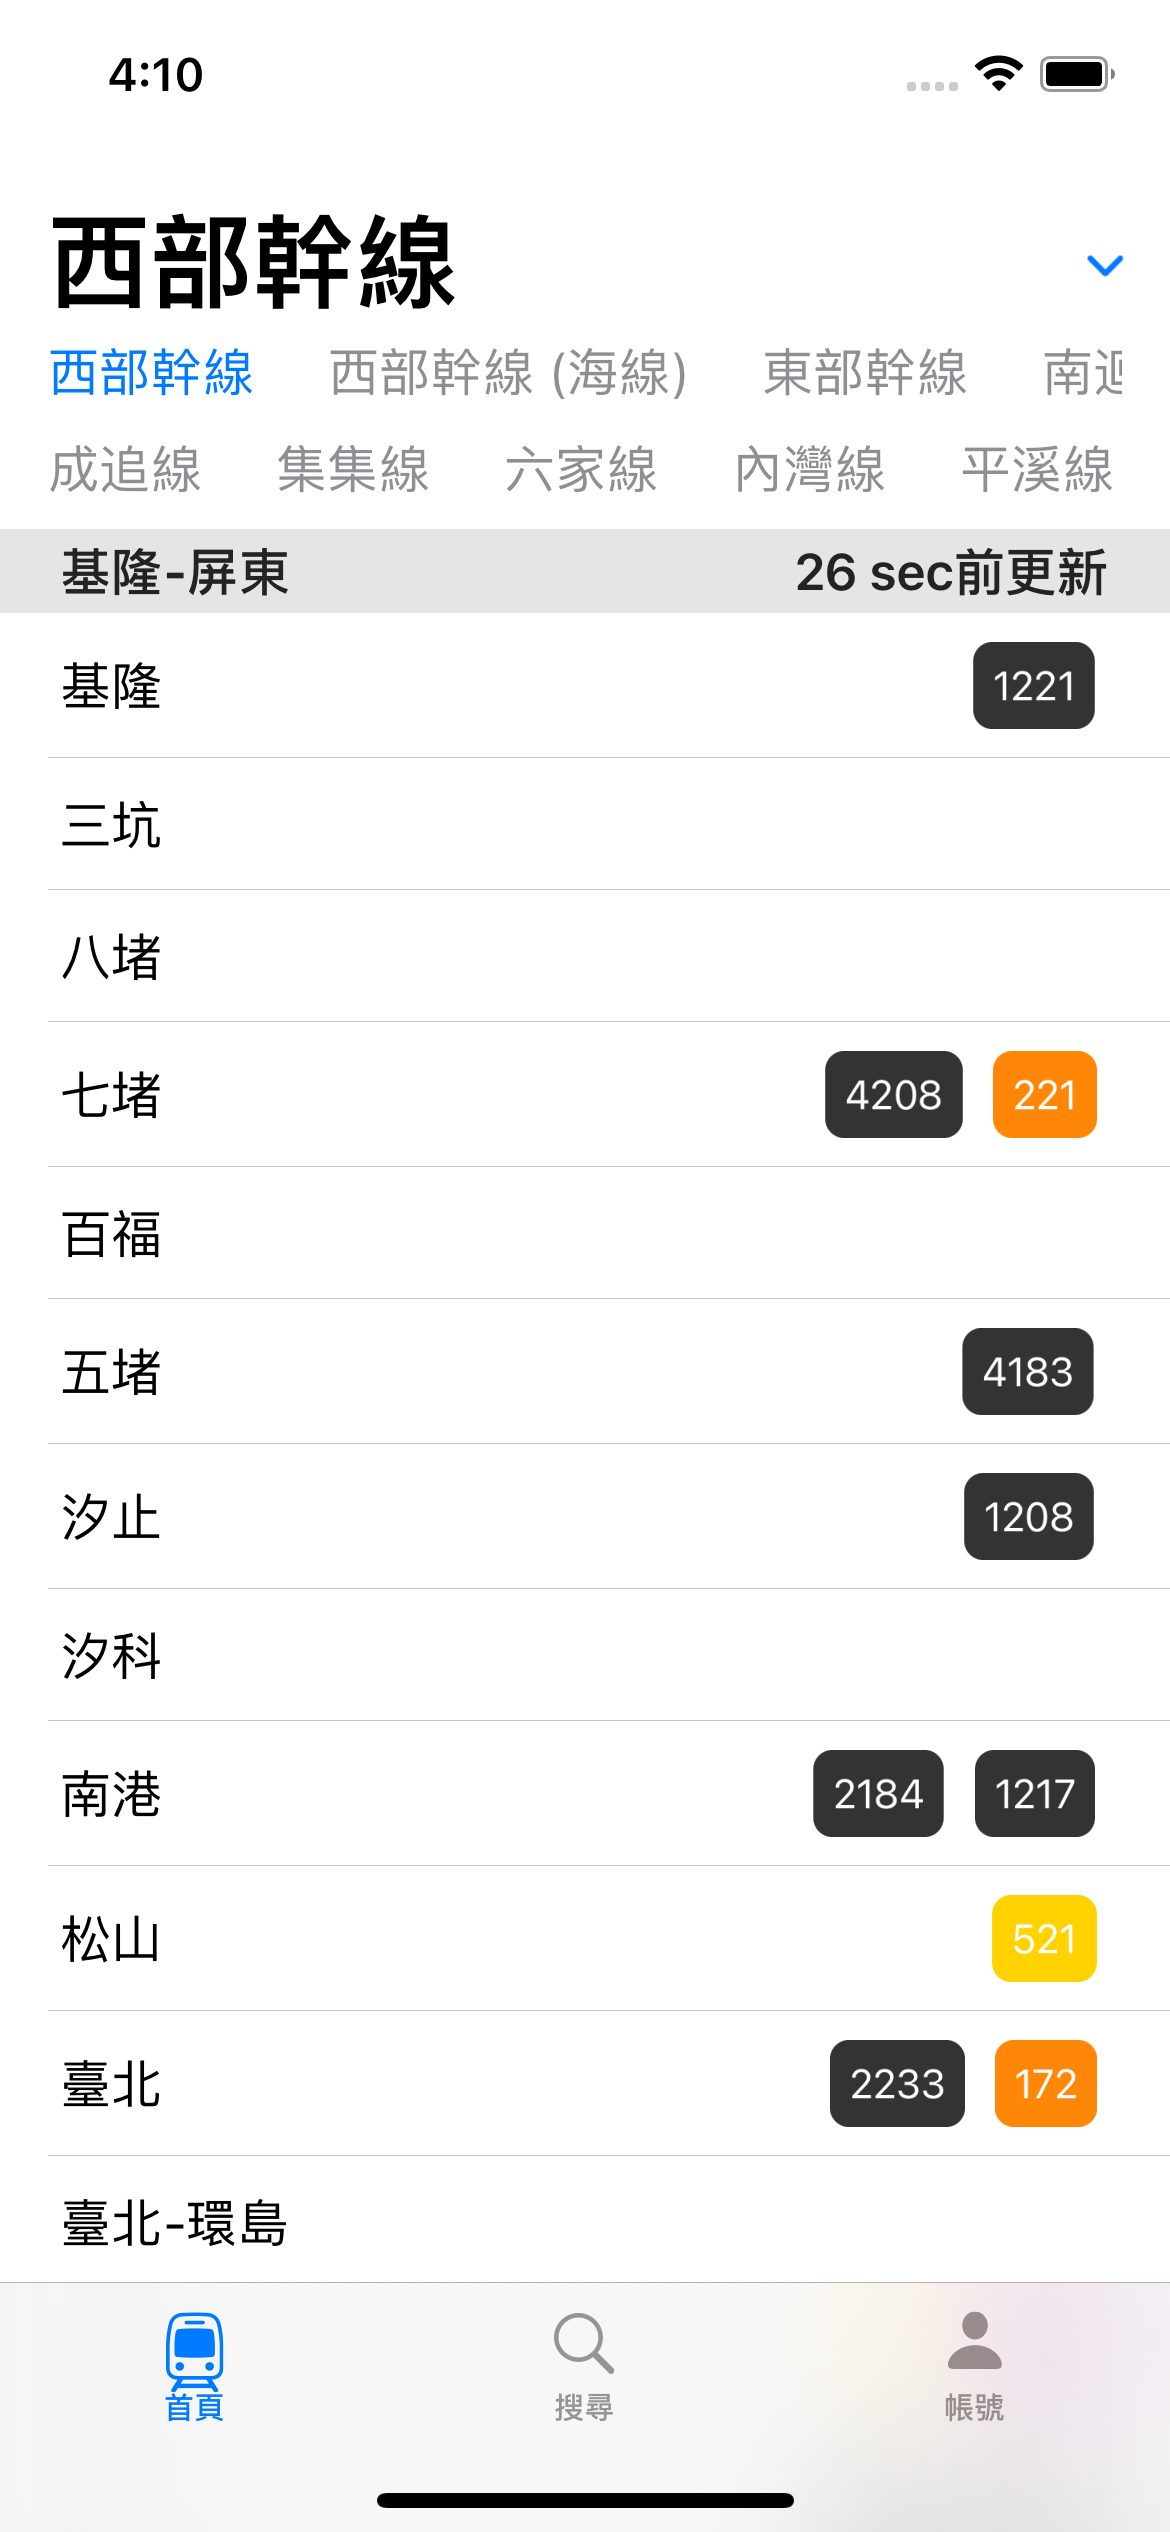 4:10
西部幹線
西部幹線 西部幹線 (海線) 東部幹線 南
成追線 集集線 六家線 內灣線 平溪線
基隆-屏東 26 sec前更新
基隆 1221
三坑
八堵
七堵 4208 221
百福
五堵 4183
汐止 1208
汐科
南港 2184 1217
松山 521
臺北 2233 172
臺北-環島
首頁 搜尋 帳號